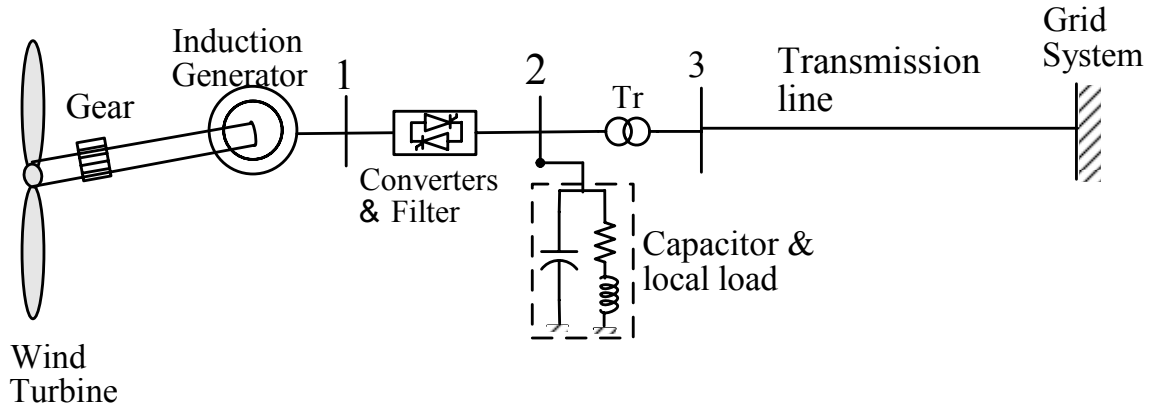 Induction
Generator
Gear
1
2
3
Tr
Transmission
line
Grid
System
Converters
& Filter
Capacitor &
local load
Wind
Turbine